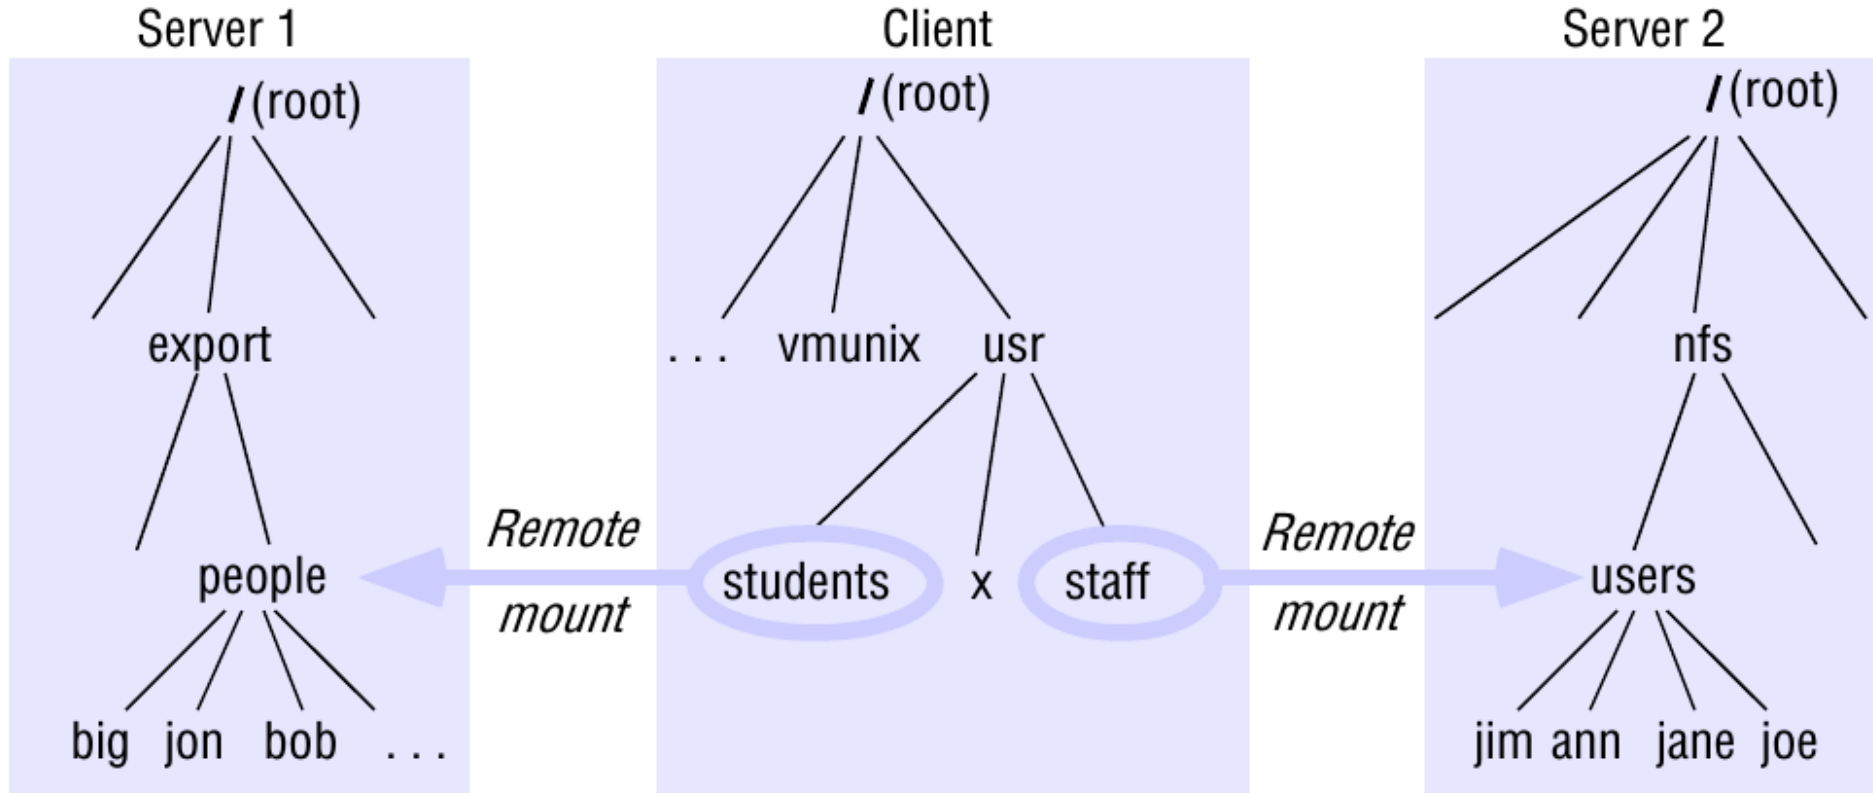 Server 1
Client
Server 2
/ (root)
/ (root)
/ (root)
export
. . .
vmunix
usr
nfs
Remote
mount
Remote
mount
people
students
x
staff
users
big jon bob . . .
jim ann jane joe